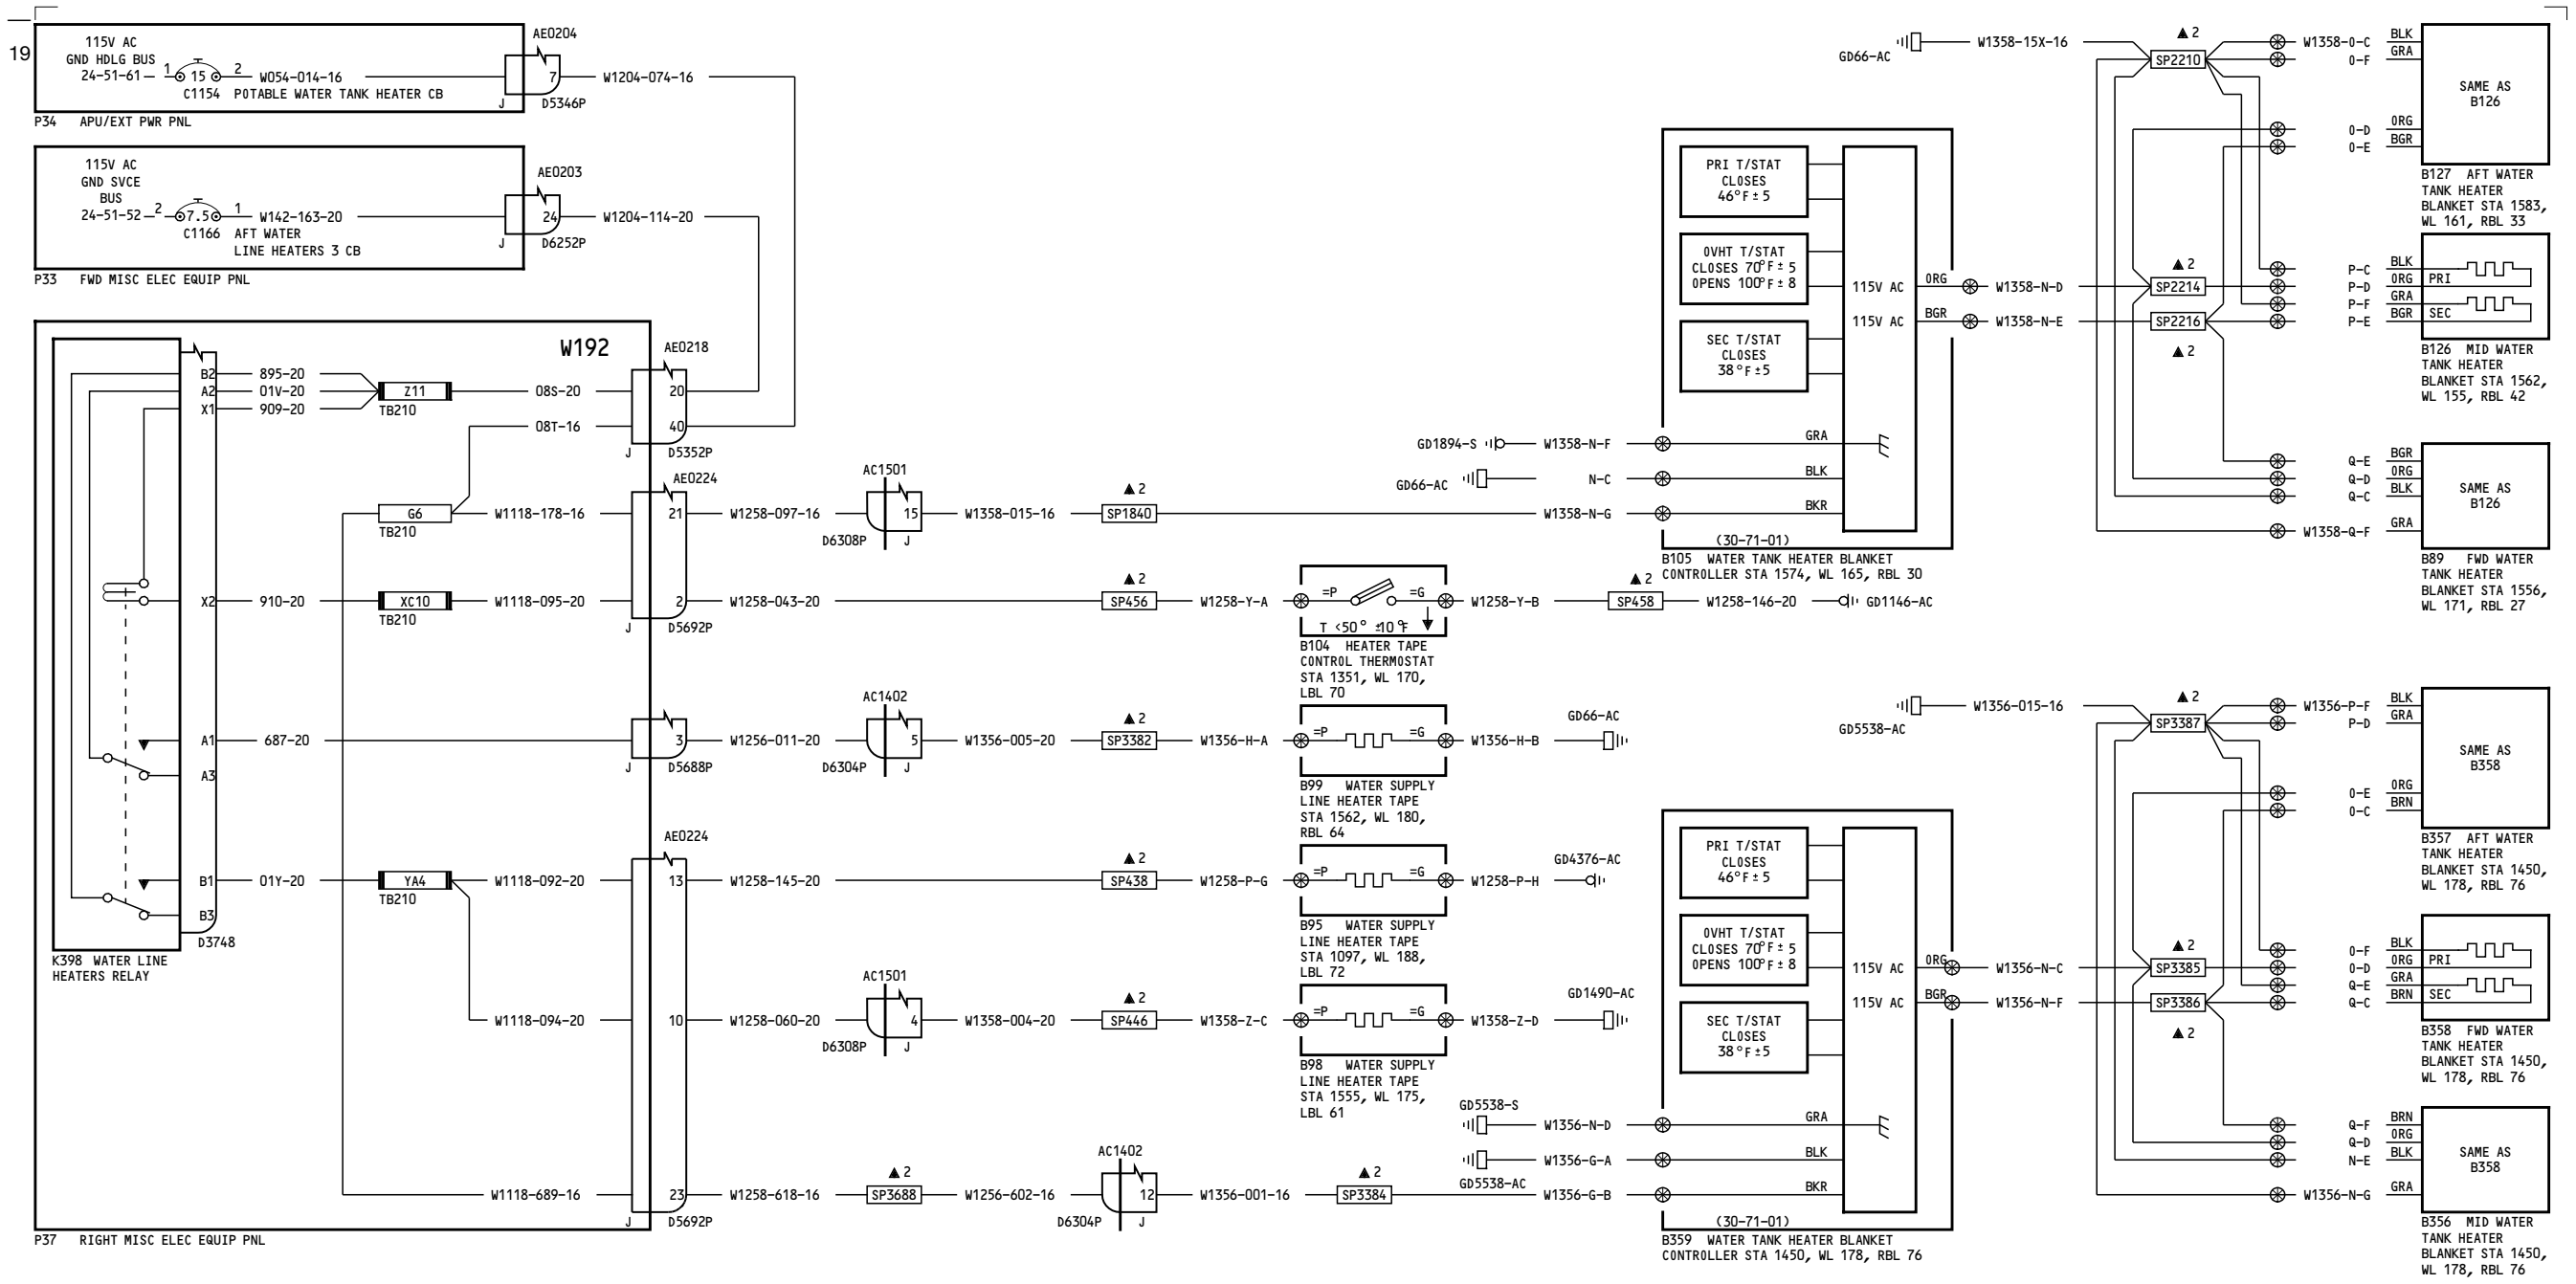 19
115V AC
GND HDLG BUS
24-51-61
1
15
2
W054-014-16
C1154 POTABLE WATER TANK HEATER CB
AE0204
7
J
D5346P
W1204-074-16
P34 APU/EXT PWR PNL
115V AC
GND SVCE
BUS
24-51-52
2
7.5
1
W142-163-20
C1166 AFT WATER
LINE HEATERS 3 CB
AE0203
24
J
D6252P
W1204-114-20
P33 FWD MISC ELEC EQUIP PNL
W192
B2
895-20
A2
01V-20
X1
909-20
Z11
TB210
08S-20
08T-16
AE0218
20
40
J
D5352P
G6
TB210
W1118-178-16
AE0224
21
W1258-097-16
AC1501
15
D6308P
J
W1358-015-16
▲ 2
SP1840
W1358-N-G
X2
910-20
XC10
TB210
W1118-095-20
2
J
D5692P
W1258-043-20
▲ 2
SP456
W1258-Y-A
=P
=G
T <50° ±10°F
W1258-Y-B
▲ 2
SP458
W1258-146-20
GD1146-AC
B104 HEATER TAPE
CONTROL THERMOSTAT
STA 1351, WL 170,
LBL 70
A1
687-20
3
J
D5688P
W1256-011-20
AC1402
5
D6304P
J
W1356-005-20
▲ 2
SP3382
W1356-H-A
=P
=G
W1356-H-B
GD66-AC
B99 WATER SUPPLY
LINE HEATER TAPE
STA 1562, WL 180,
RBL 64
A3
B1
01Y-20
YA4
TB210
W1118-092-20
AE0224
13
W1258-145-20
▲ 2
SP438
W1258-P-G
=P
=G
W1258-P-H
GD4376-AC
B95 WATER SUPPLY
LINE HEATER TAPE
STA 1097, WL 188,
LBL 72
B3
D3748
K398 WATER LINE
HEATERS RELAY
W1118-094-20
10
W1258-060-20
AC1501
4
D6308P
J
W1358-004-20
▲ 2
SP446
W1358-Z-C
=P
=G
W1358-Z-D
GD1490-AC
B98 WATER SUPPLY
LINE HEATER TAPE
STA 1555, WL 175,
LBL 61
W1118-689-16
23
J
D5692P
W1258-618-16
▲ 2
SP3688
W1256-602-16
AC1402
12
D6304P
J
W1356-001-16
▲ 2
SP3384
W1356-G-B
P37 RIGHT MISC ELEC EQUIP PNL
PRI T/STAT
CLOSES
46°F±5
OVHT T/STAT
CLOSES 70°F±5
OPENS 100°F±8
SEC T/STAT
CLOSES
38°F±5
115V AC
ORG
W1358-N-D
115V AC
BGR
W1358-N-E
GD1894-S
W1358-N-F
GRA
GD66-AC
N-C
BLK
BKR
(30-71-01)
B105 WATER TANK HEATER BLANKET
CONTROLLER STA 1574, WL 165, RBL 30
GD66-AC
W1358-15X-16
▲ 2
SP2210
▲ 2
SP2214
SP2216
▲ 2
W1358-O-C
BLK
O-F
GRA
O-D
ORG
O-E
BGR
SAME AS
B126
B127 AFT WATER
TANK HEATER
BLANKET STA 1583,
WL 161, RBL 33
P-C
BLK
P-D
ORG
PRI
P-F
GRA
P-E
BGR
SEC
B126 MID WATER
TANK HEATER
BLANKET STA 1562,
WL 155, RBL 42
Q-E
BGR
Q-D
ORG
Q-C
BLK
W1358-Q-F
GRA
SAME AS
B126
B89 FWD WATER
TANK HEATER
BLANKET STA 1556,
WL 171, RBL 27
GD5538-AC
W1356-015-16
▲ 2
SP3387
W1356-P-F
BLK
P-D
GRA
O-E
ORG
O-C
BRN
SAME AS
B358
B357 AFT WATER
TANK HEATER
BLANKET STA 1450,
WL 178, RBL 76
PRI T/STAT
CLOSES
46°F±5
OVHT T/STAT
CLOSES 70°F±5
OPENS 100°F±8
SEC T/STAT
CLOSES
38°F±5
115V AC
ORG
W1356-N-C
115V AC
BGR
W1356-N-F
▲ 2
SP3385
SP3386
▲ 2
O-F
BLK
O-D
ORG
PRI
Q-E
GRA
Q-C
BRN
SEC
B358 FWD WATER
TANK HEATER
BLANKET STA 1450,
WL 178, RBL 76
GD5538-S
W1356-N-D
GRA
W1356-G-A
BLK
GD5538-AC
BKR
(30-71-01)
B359 WATER TANK HEATER BLANKET
CONTROLLER STA 1450, WL 178, RBL 76
Q-F
BRN
Q-D
ORG
N-E
BLK
W1356-N-G
GRA
SAME AS
B358
B356 MID WATER
TANK HEATER
BLANKET STA 1450,
WL 178, RBL 76